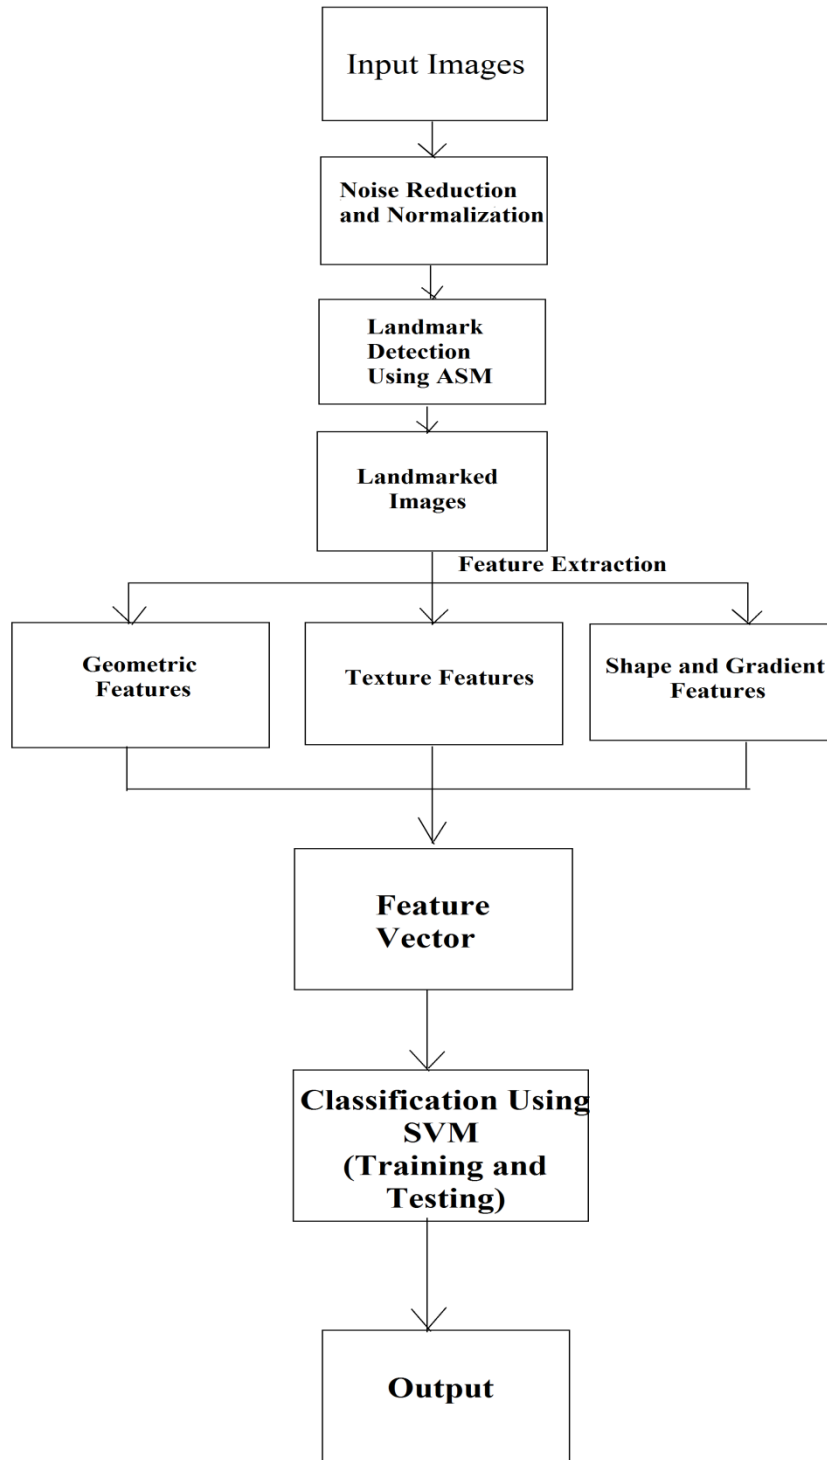 Input Images
Noise Reduction
and Normalization
Landmark
Detection
Using ASM
Landmarked
Images
Feature Extraction
Geometric
Features
Texture Features
Shape and Gradient
Features
Feature
Vector
Classification Using
SVM
(Training and
Testing)
Output